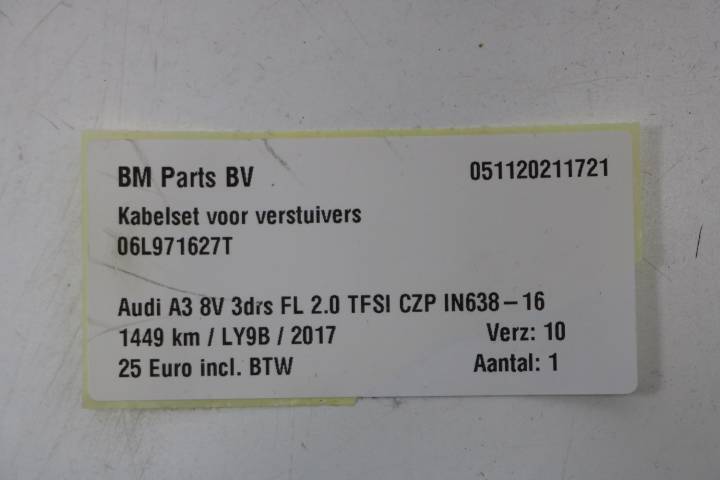 BM Parts BV 051120211721
Kabelset voor verstuivers
06L971627T
Audi A3 8V 3drs FL 2.0 TFSI CZP IN638-16
1449 km / LY9B / 2017 Verz: 10
25 Euro incl. BTW Aantal: 1